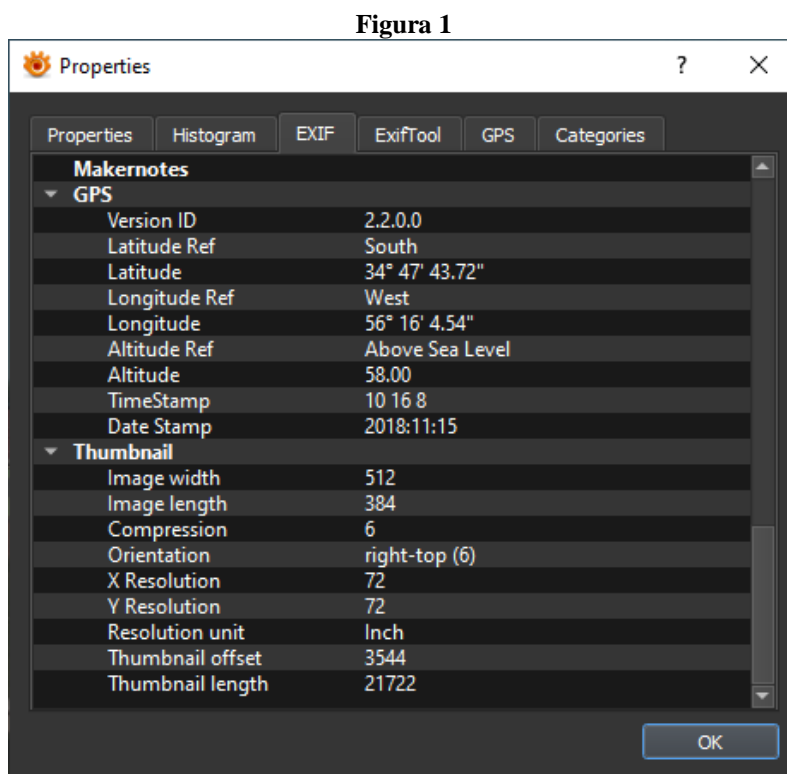 Figura 1
Properties
?
Properties Histogram EXIF ExifTool GPS Categories
Makernotes
GPS
Version ID 2.2.0.0
Latitude Ref South
Latitude 34° 47' 43.72"
Longitude Ref West
Longitude 56° 16' 4.54"
Altitude Ref Above Sea Level
Altitude 58.00
TimeStamp 10 16 8
Date Stamp 2018:11:15
Thumbnail
Image width 512
Image length 384
Compression 6
Orientation right-top (6)
X Resolution 72
Y Resolution 72
Resolution unit Inch
Thumbnail offset 3544
Thumbnail length 21722
OK